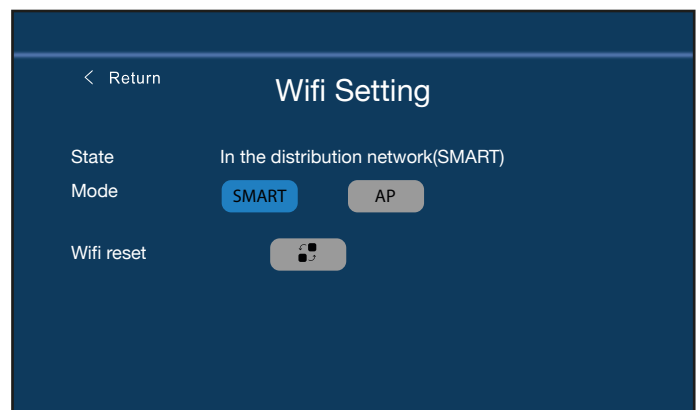 < Return
Wifi Setting
State In the distribution network(SMART)
Mode SMART AP
Wifi reset